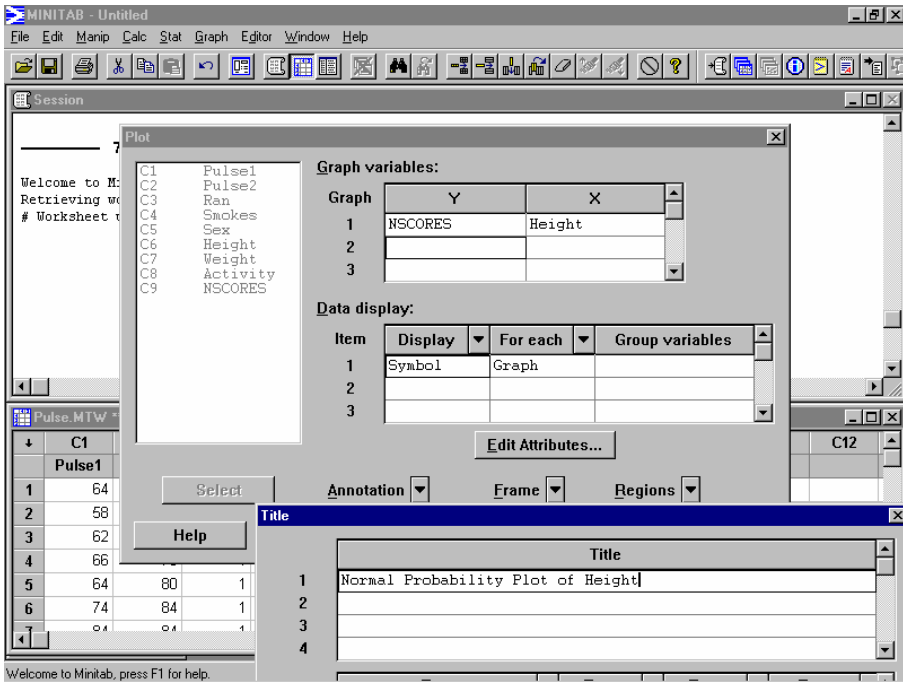 MINITAB - Untitled
File Edit Manip Calc Stat Graph Editor Window Help
Session
Welcome to
Retrieving
# Worksheet
Plot
C1 Pulse1
C2 Pulse2
C3 Ran
C4 Smokes
C5 Sex
C6 Height
C7 Weight
C8 Activity
C9 NSCORES
Graph variables:
Graph Y X
1 NSCORES Height
2
3
Data display:
Item Display For each Group variables
1 Symbol Graph
2
3
Edit Attributes...
Select
Annotation Frame Regions
Help
Pulse.MTW **
C1 C12
Pulse1
1 64
2 58
3 62
4 66
5 64 80 1
6 74 84 1
7 84 84 1
Title
Title
1 Normal Probability Plot of Height
2
3
4
Welcome to Minitab, press F1 for help.